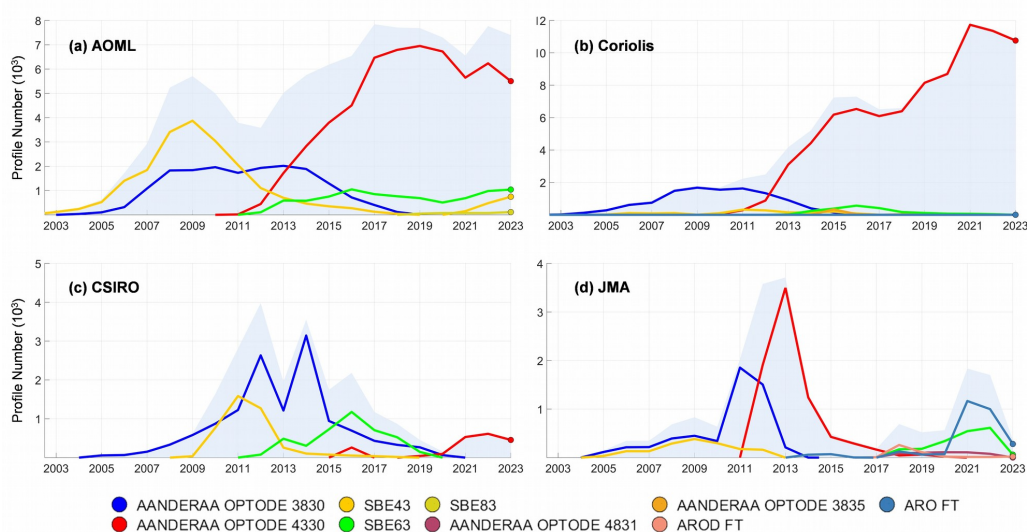 (a) AOML
Profile Number (10³)
8
7
6
5
4
3
2
1
2003 2005 2007 2009 2011 2013 2015 2017 2019 2021 2023
(b) Coriolis
12
10
8
6
4
2
2003 2005 2007 2009 2011 2013 2015 2017 2019 2021 2023
(c) CSIRO
Profile Number (10³)
5
4
3
2
1
2003 2005 2007 2009 2011 2013 2015 2017 2019 2021 2023
(d) JMA
4
3
2
1
2003 2005 2007 2009 2011 2013 2015 2017 2019 2021 2023
AANDERAA OPTODE 3830 SBE43 SBE83 AANDERAA OPTODE 3835 ARO FT
AANDERAA OPTODE 4330 SBE63 AANDERAA OPTODE 4831 AROD FT